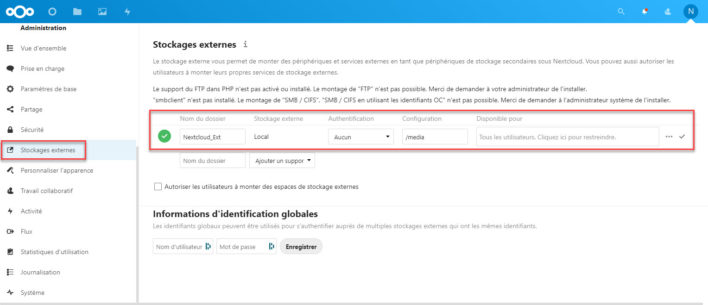 N
Administration
Vue d'ensemble
Prise en charge
Paramètres de base
Partage
Sécurité
Stockages externes
Personnaliser l'apparence
Travail collaboratif
Activité
Flux
Statistiques d'utilisation
Journalisation
Système
Stockages externes i
Le stockage externe vous permet de monter des périphériques et services externes en tant que périphériques de stockage secondaires sous Nextcloud. Vous pouvez aussi autoriser les
utilisateurs à monter leurs propres services de stockage externes.
Le support du FTP dans PHP n'est pas activé ou installé. Le montage de "FTP" n'est pas possible. Merci de demander à votre administrateur de l'installer.
"smbclient" n'est pas installé. Le montage de "SMB / CIFS", "SMB / CIFS en utilisant les identifiants OC" n'est pas possible. Merci de demander à l'administrateur système de l'installer.
Nom du dossier Stockage externe Authentification Configuration Disponible pour
Nextcloud_Ext Local Aucun /media Tous les utilisateurs. Cliquez ici pour restreindre.
Nom du dossier Ajouter un suppor
Autoriser les utilisateurs à monter des espaces de stockage externes
Informations d'identification globales
Les identifiants globaux peuvent être utilisés pour s'authentifier auprès de multiples stockages externes qui ont les mêmes identifiants.
Nom d'utilisateur Mot de passe Enregistrer